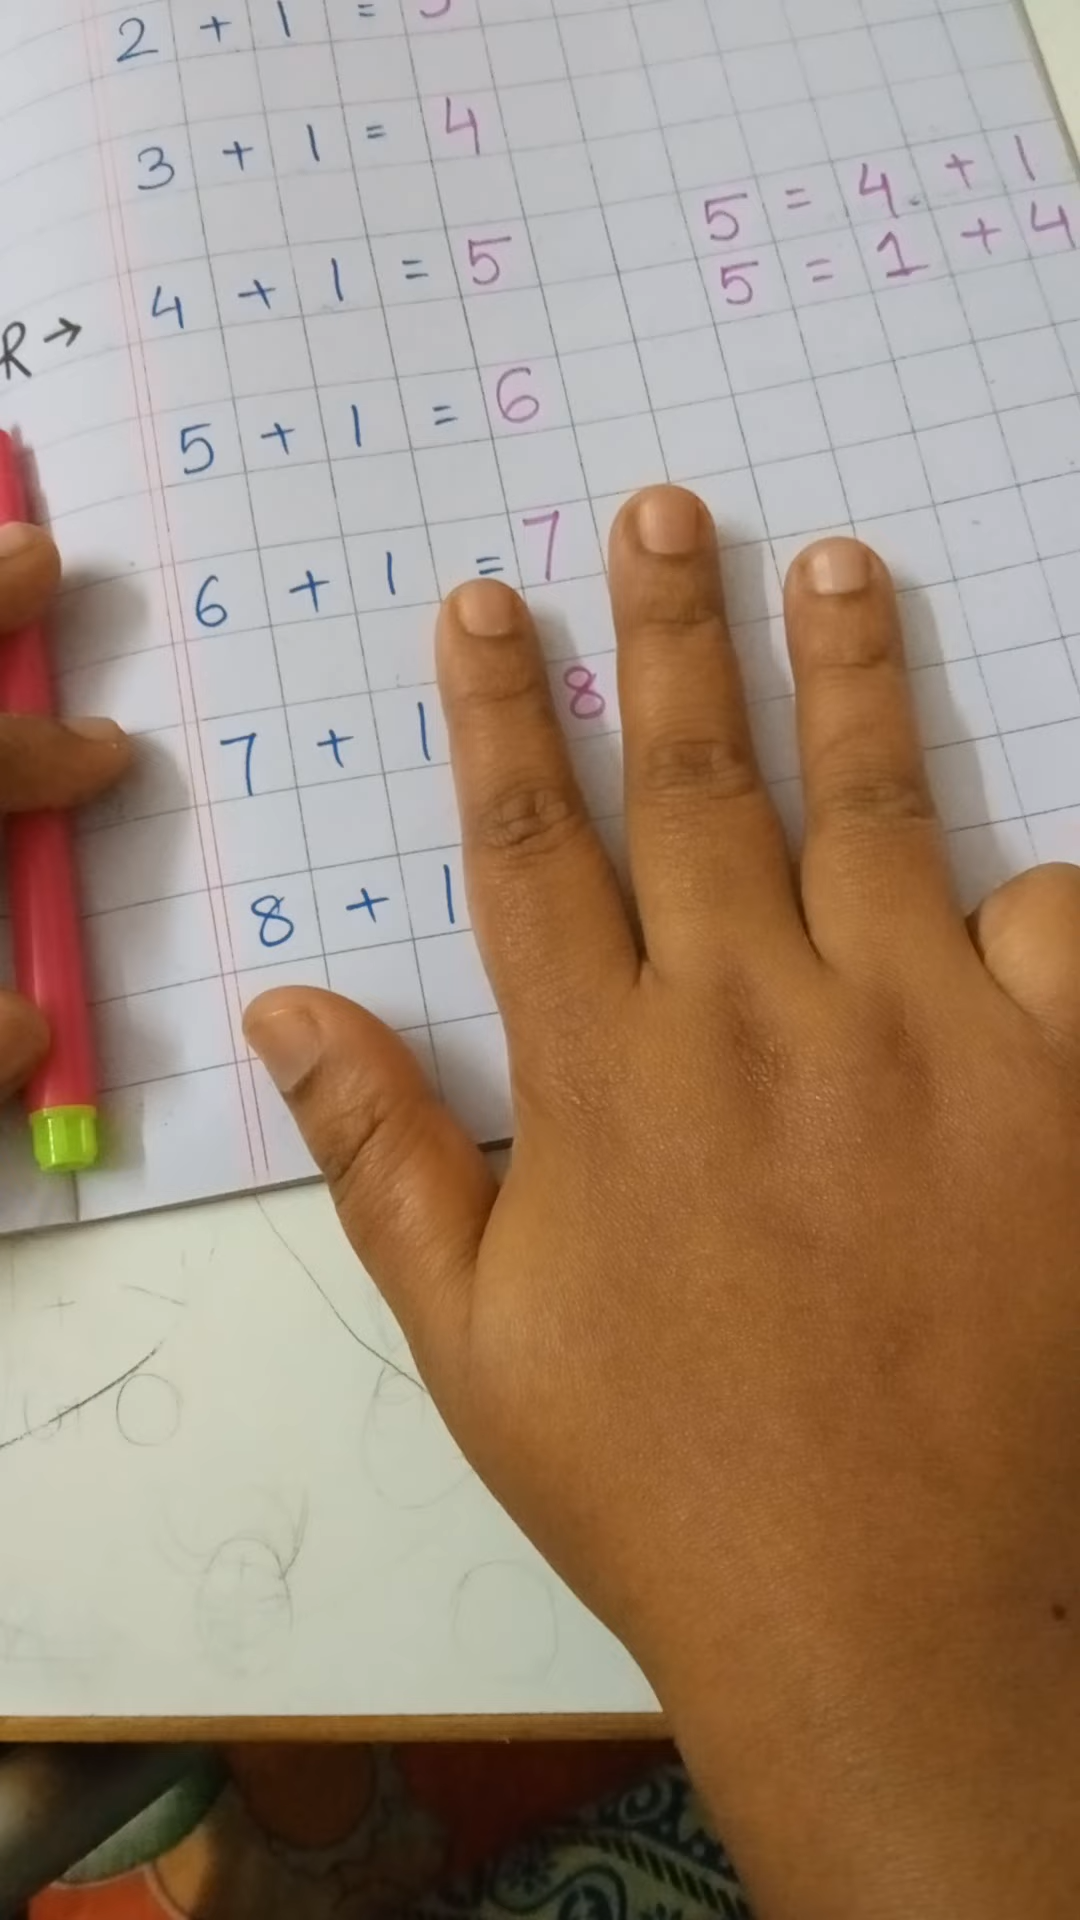 2 + 1 = 3
3 + 1 = 4
5 = 4 + 1
5 = 1 + 4
4 + 1 = 5
R →
5 + 1 = 6
6 + 1 = 7
7 + 1 8
8 + 1